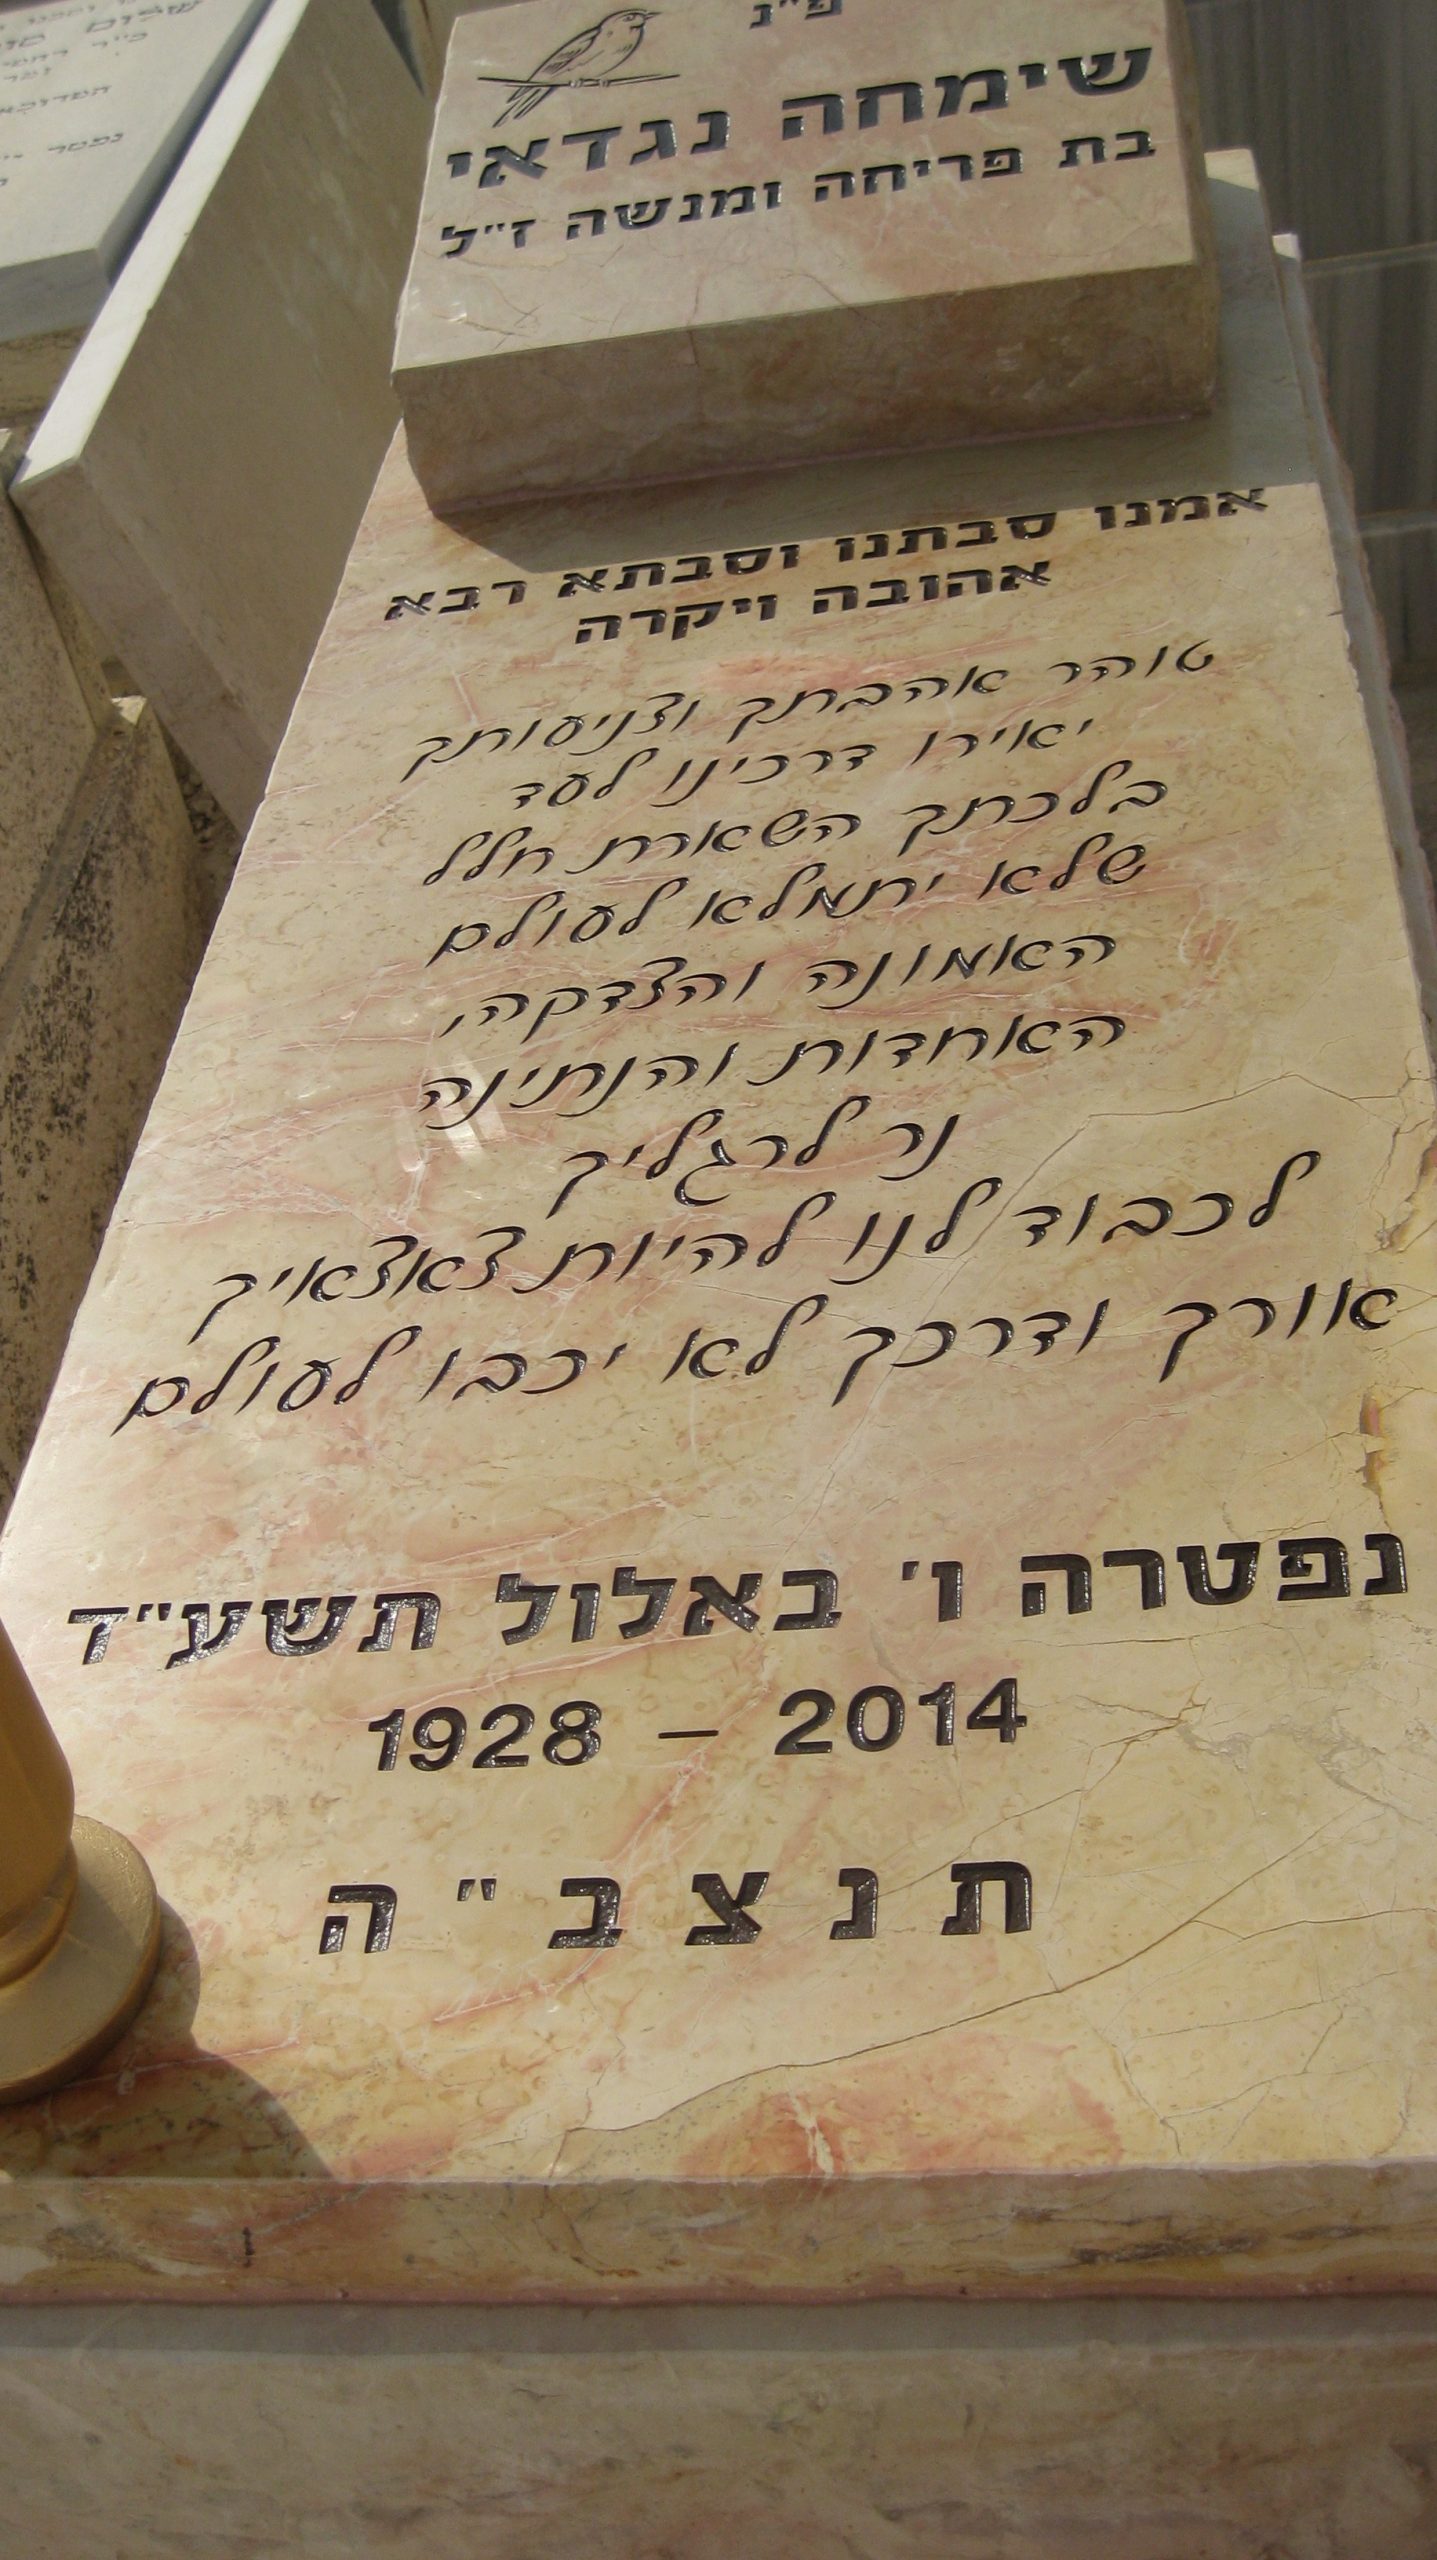 פ"נ
שימחה נגדאי
בת פריחה ומנשה ז"ל
אמנו סבתנו וסבתא רבא
אהובה ויקרה
טוהר אהבתך וצניעותך
יאירו דרכינו לעד
בלכתך השארת חלל
שלא יתמלא לעולם
האמונה והצדקה,
האחדות והנתינה
נר לרגליך
לכבוד לנו להיות צאצאיך
אורך ודרכך לא יכבו לעולם
נפטרה ו' באלול תשע"ד
1928 – 2014
ת נ צ ב " ה